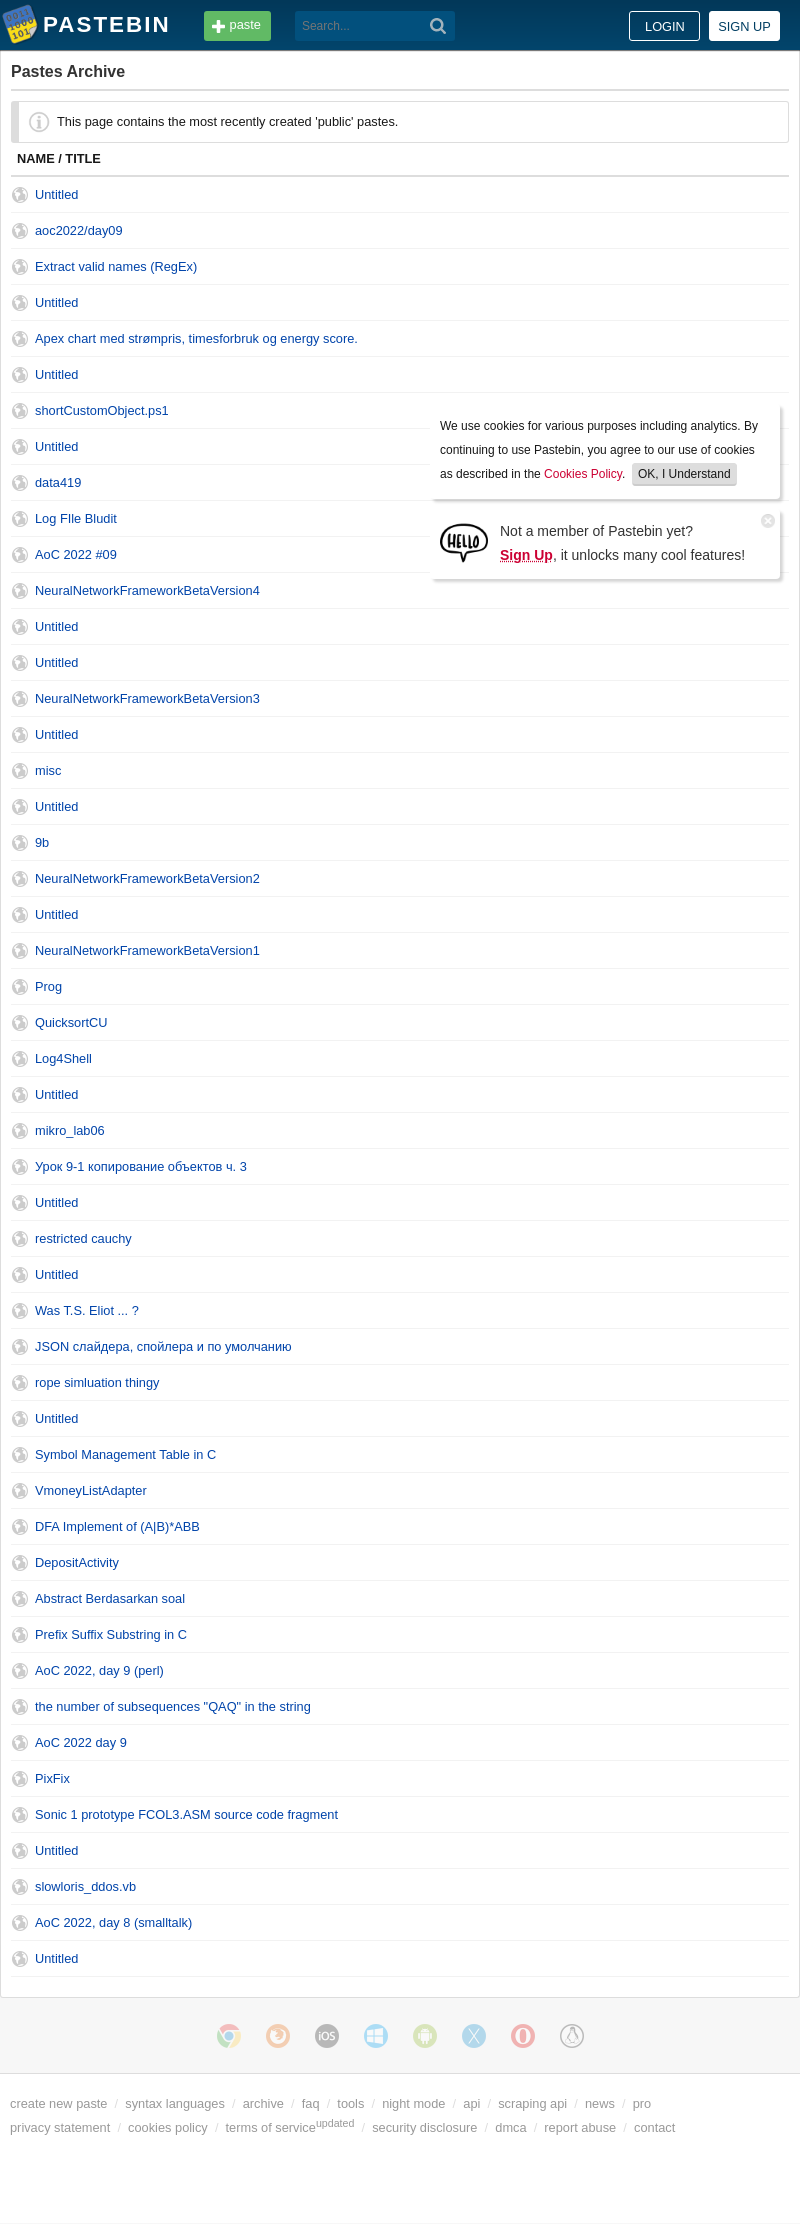 PASTEBIN paste Search... LOGIN SIGN UP
Pastes Archive
This page contains the most recently created 'public' pastes.
NAME / TITLE
Untitled
aoc2022/day09
Extract valid names (RegEx)
Untitled
Apex chart med strømpris, timesforbruk og energy score.
Untitled
shortCustomObject.ps1
Untitled
data419
Log FIle Bludit
AoC 2022 #09
We use cookies for various purposes including analytics. By
continuing to use Pastebin, you agree to our use of cookies
as described in the Cookies Policy. OK, I Understand
HELLO
Not a member of Pastebin yet?
Sign Up, it unlocks many cool features!
NeuralNetworkFrameworkBetaVersion4
Untitled
Untitled
NeuralNetworkFrameworkBetaVersion3
Untitled
misc
Untitled
9b
NeuralNetworkFrameworkBetaVersion2
Untitled
NeuralNetworkFrameworkBetaVersion1
Prog
QuicksortCU
Log4Shell
Untitled
mikro_lab06
Урок 9-1 копирование объектов ч. 3
Untitled
restricted cauchy
Untitled
Was T.S. Eliot ... ?
JSON слайдера, спойлера и по умолчанию
rope simluation thingy
Untitled
Symbol Management Table in C
VmoneyListAdapter
DFA Implement of (A|B)*ABB
DepositActivity
Abstract Berdasarkan soal
Prefix Suffix Substring in C
AoC 2022, day 9 (perl)
the number of subsequences "QAQ" in the string
AoC 2022 day 9
PixFix
Sonic 1 prototype FCOL3.ASM source code fragment
Untitled
slowloris_ddos.vb
AoC 2022, day 8 (smalltalk)
Untitled
iOS
create new paste / syntax languages / archive / faq / tools / night mode / api / scraping api / news / pro
privacy statement / cookies policy / terms of service updated / security disclosure / dmca / report abuse / contact